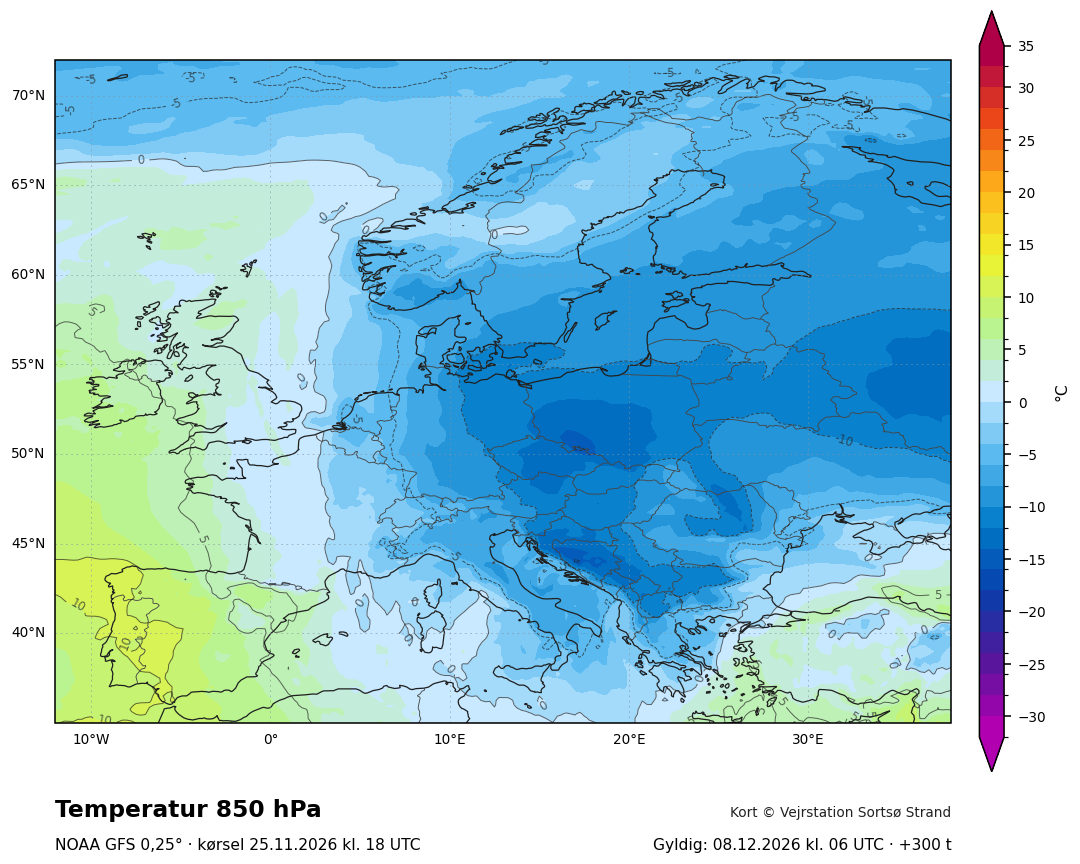 35
30
25
20
15
10
5
0
−5
−10
−15
−20
−25
−30
°C
70°N
65°N
60°N
55°N
50°N
45°N
40°N
10°W
0°
10°E
20°E
30°E
Temperatur 850 hPa
Kort © Vejrstation Sortsø Strand
NOAA GFS 0,25° · kørsel 25.11.2026 kl. 18 UTC
Gyldig: 08.12.2026 kl. 06 UTC · +300 t